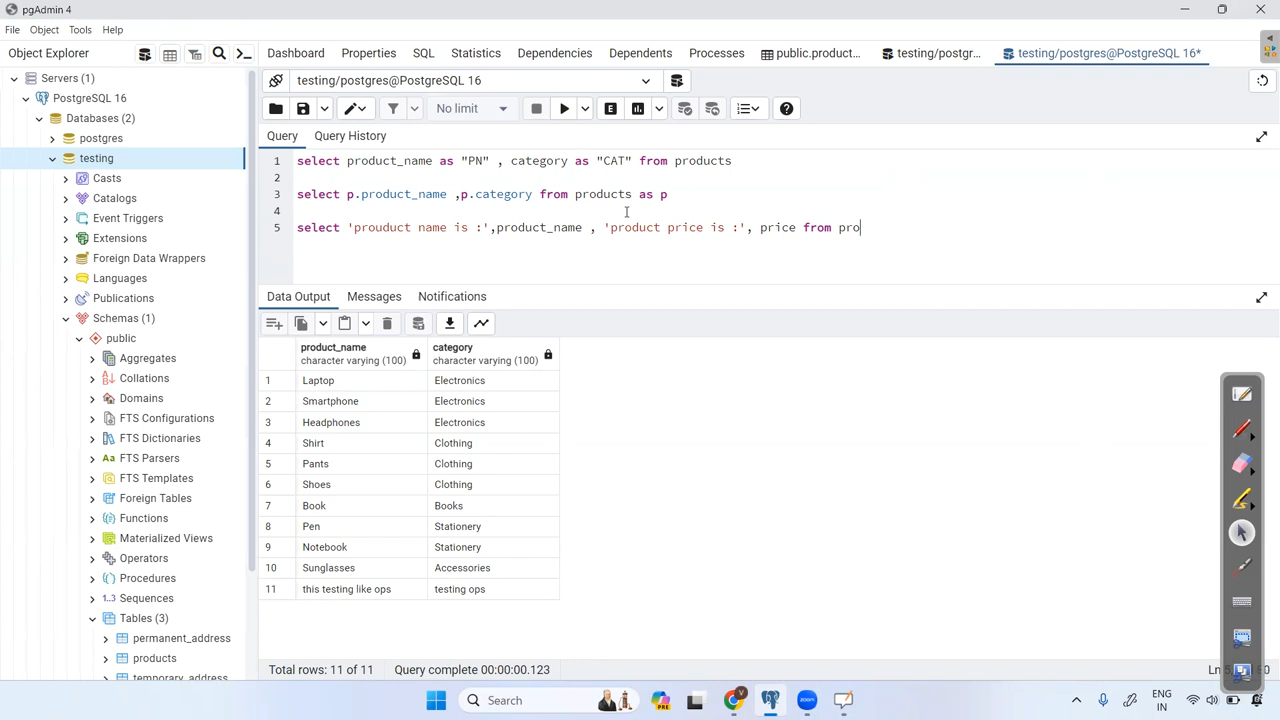 pgAdmin 4
File Object Tools Help
Object Explorer
Dashboard Properties SQL Statistics Dependencies Dependents Processes public.product... testing/postgr... testing/postgres@PostgreSQL 16*
Servers (1)
PostgreSQL 16
Databases (2)
postgres
testing
Casts
Catalogs
Event Triggers
Extensions
Foreign Data Wrappers
Languages
Publications
Schemas (1)
public
Aggregates
Collations
Domains
FTS Configurations
FTS Dictionaries
Aa FTS Parsers
FTS Templates
Foreign Tables
Functions
Materialized Views
Operators
Procedures
1..3 Sequences
Tables (3)
permanent_address
products
temporary_address
testing/postgres@PostgreSQL 16
No limit
E
Query Query History
1 select product_name as "PN" , category as "CAT" from products
2
3 select p.product_name ,p.category from products as p
4
5 select 'prouduct name is :',product_name , 'product price is :', price from pro
Data Output Messages Notifications
product_name category
character varying (100) character varying (100)
1 Laptop Electronics
2 Smartphone Electronics
3 Headphones Electronics
4 Shirt Clothing
5 Pants Clothing
6 Shoes Clothing
7 Book Books
8 Pen Stationery
9 Notebook Stationery
10 Sunglasses Accessories
11 this testing like ops testing ops
Total rows: 11 of 11 Query complete 00:00:00.123
Search
ENG
IN